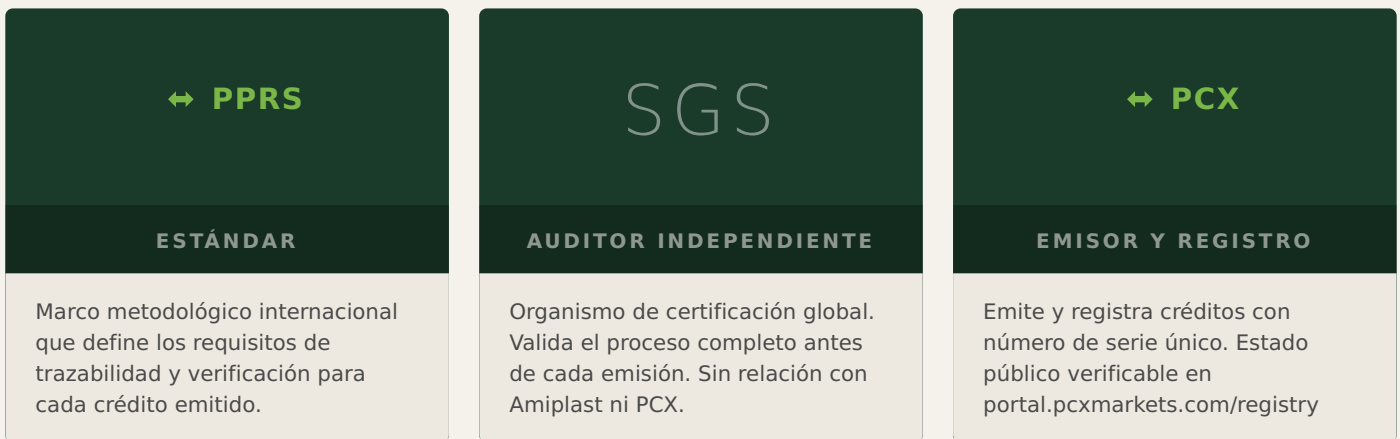 ⬌ PPRS
ESTÁNDAR
Marco metodológico internacional
que define los requisitos de
trazabilidad y verificación para
cada crédito emitido.
SGS
AUDITOR INDEPENDIENTE
Organismo de certificación global.
Valida el proceso completo antes
de cada emisión. Sin relación con
Amiplast ni PCX.
⬌ PCX
EMISOR Y REGISTRO
Emite y registra créditos con
número de serie único. Estado
público verificable en
portal.pcxmarkets.com/registry